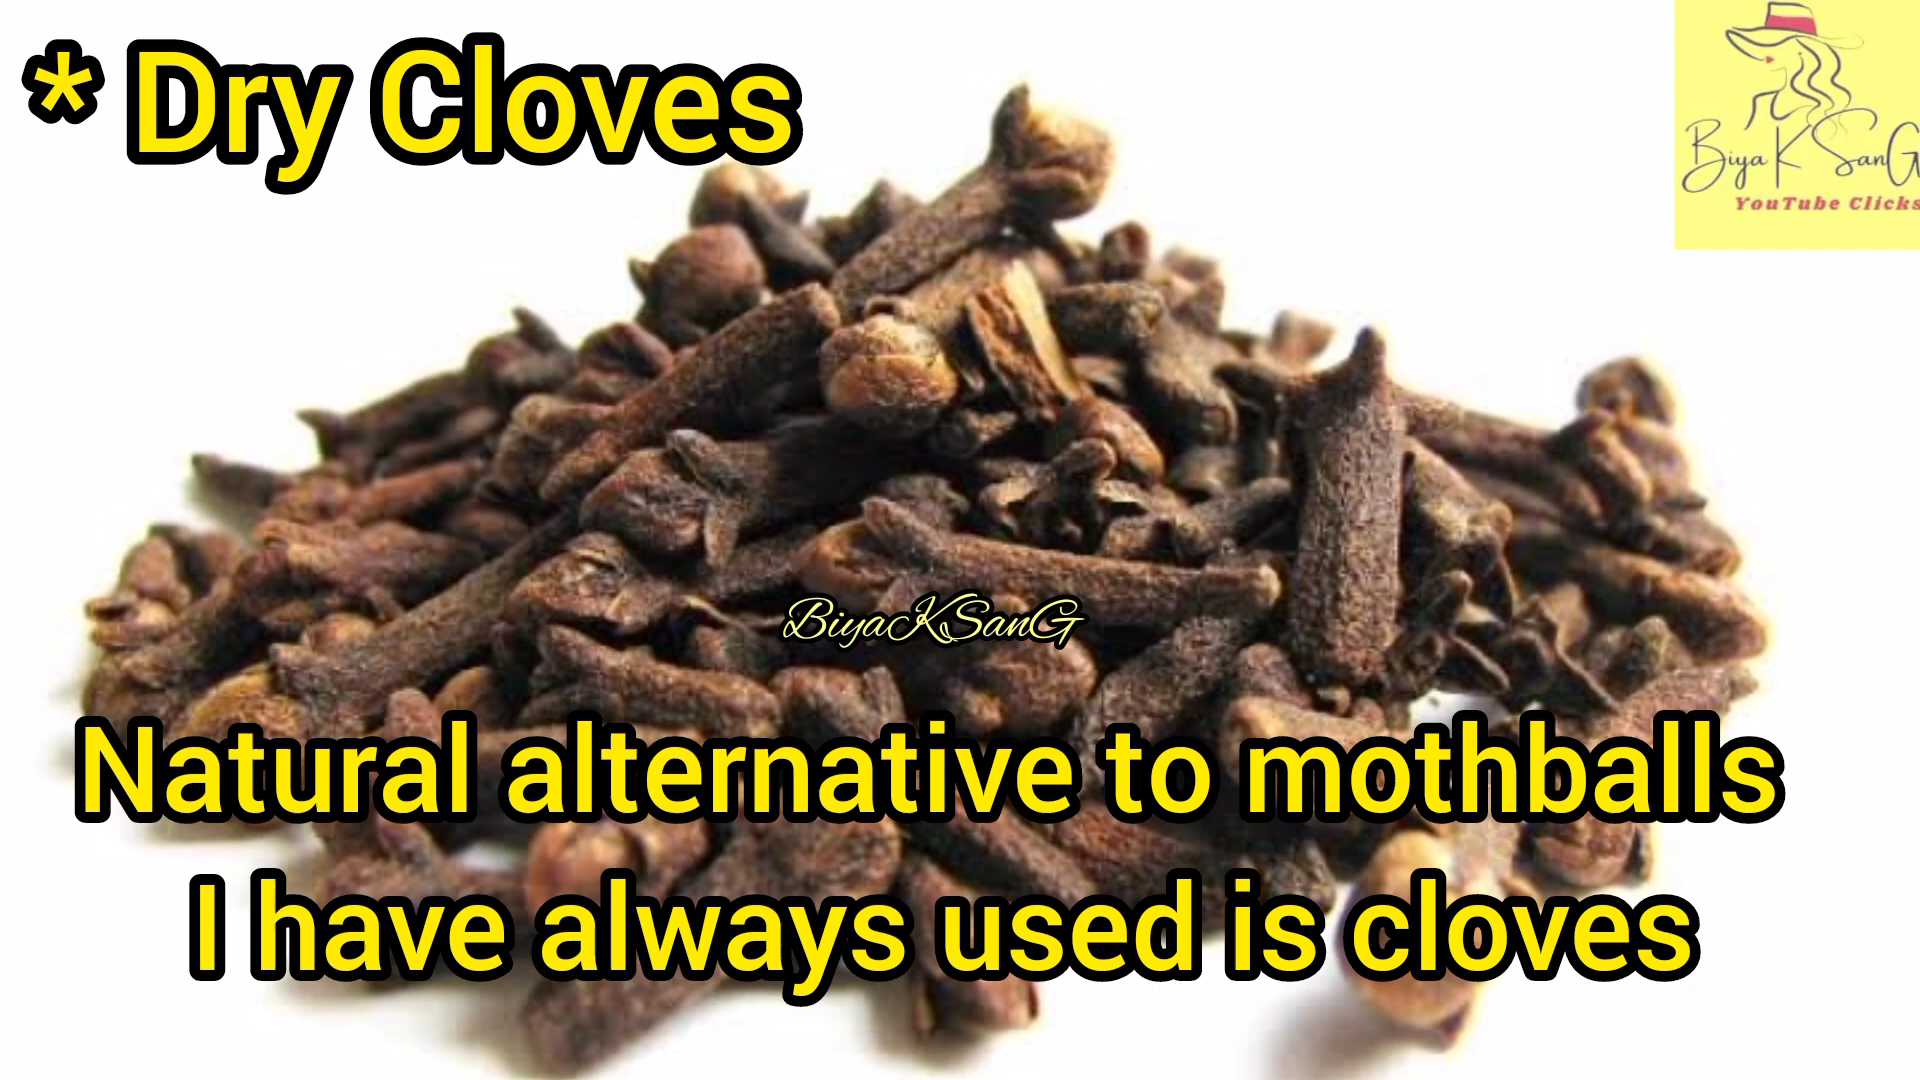 * Dry Cloves
Biya K SanG
YouTube Clicks
BiyaKSanG
Natural alternative to mothballs
I have always used is cloves